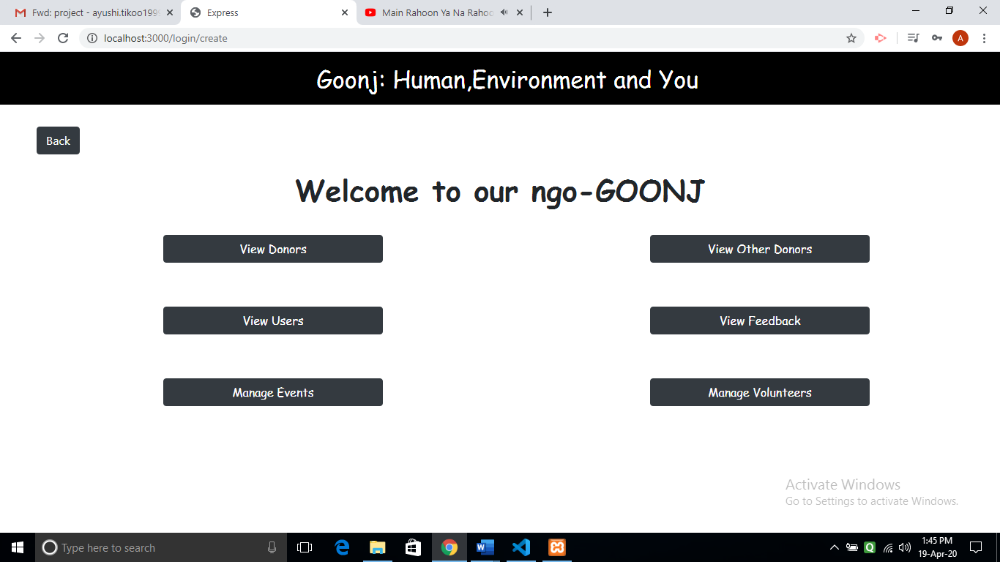 Fwd: project - ayushi.tikoo199
Express
Main Rahoon Ya Na Rahoo
localhost:3000/login/create
A
Goonj: Human,Environment and You
Back
Welcome to our ngo-GOONJ
View Donors
View Other Donors
View Users
View Feedback
Manage Events
Manage Volunteers
Activate Windows
Go to Settings to activate Windows.
Type here to search
1:45 PM
19-Apr-20